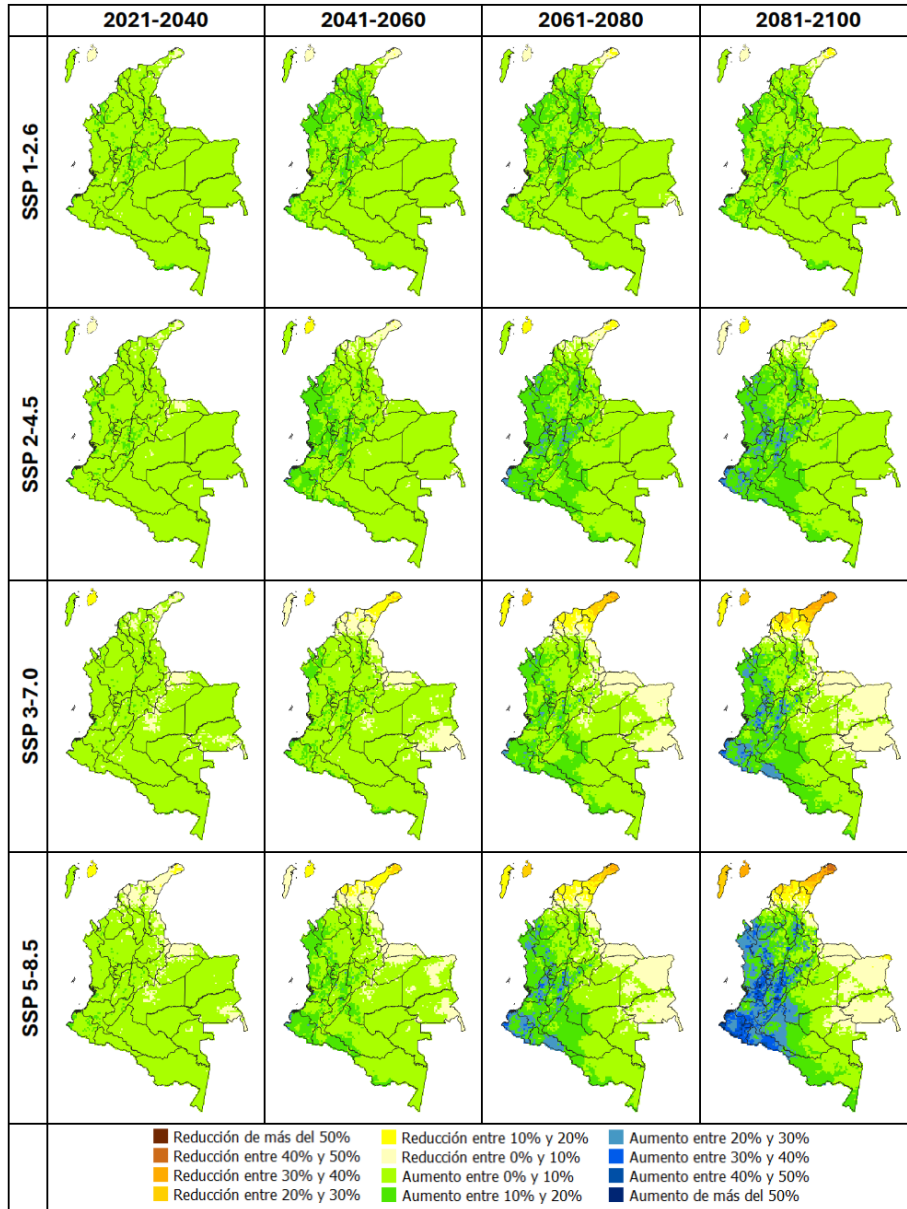 2021-2040 2041-2060 2061-2080 2081-2100
SSP 1-2.6
SSP 2-4.5
SSP 3-7.0
SSP 5-8.5
Reducción de más del 50% Reducción entre 10% y 20% Aumento entre 20% y 30%
Reducción entre 40% y 50% Reducción entre 0% y 10% Aumento entre 30% y 40%
Reducción entre 30% y 40% Aumento entre 0% y 10% Aumento entre 40% y 50%
Reducción entre 20% y 30% Aumento entre 10% y 20% Aumento de más del 50%